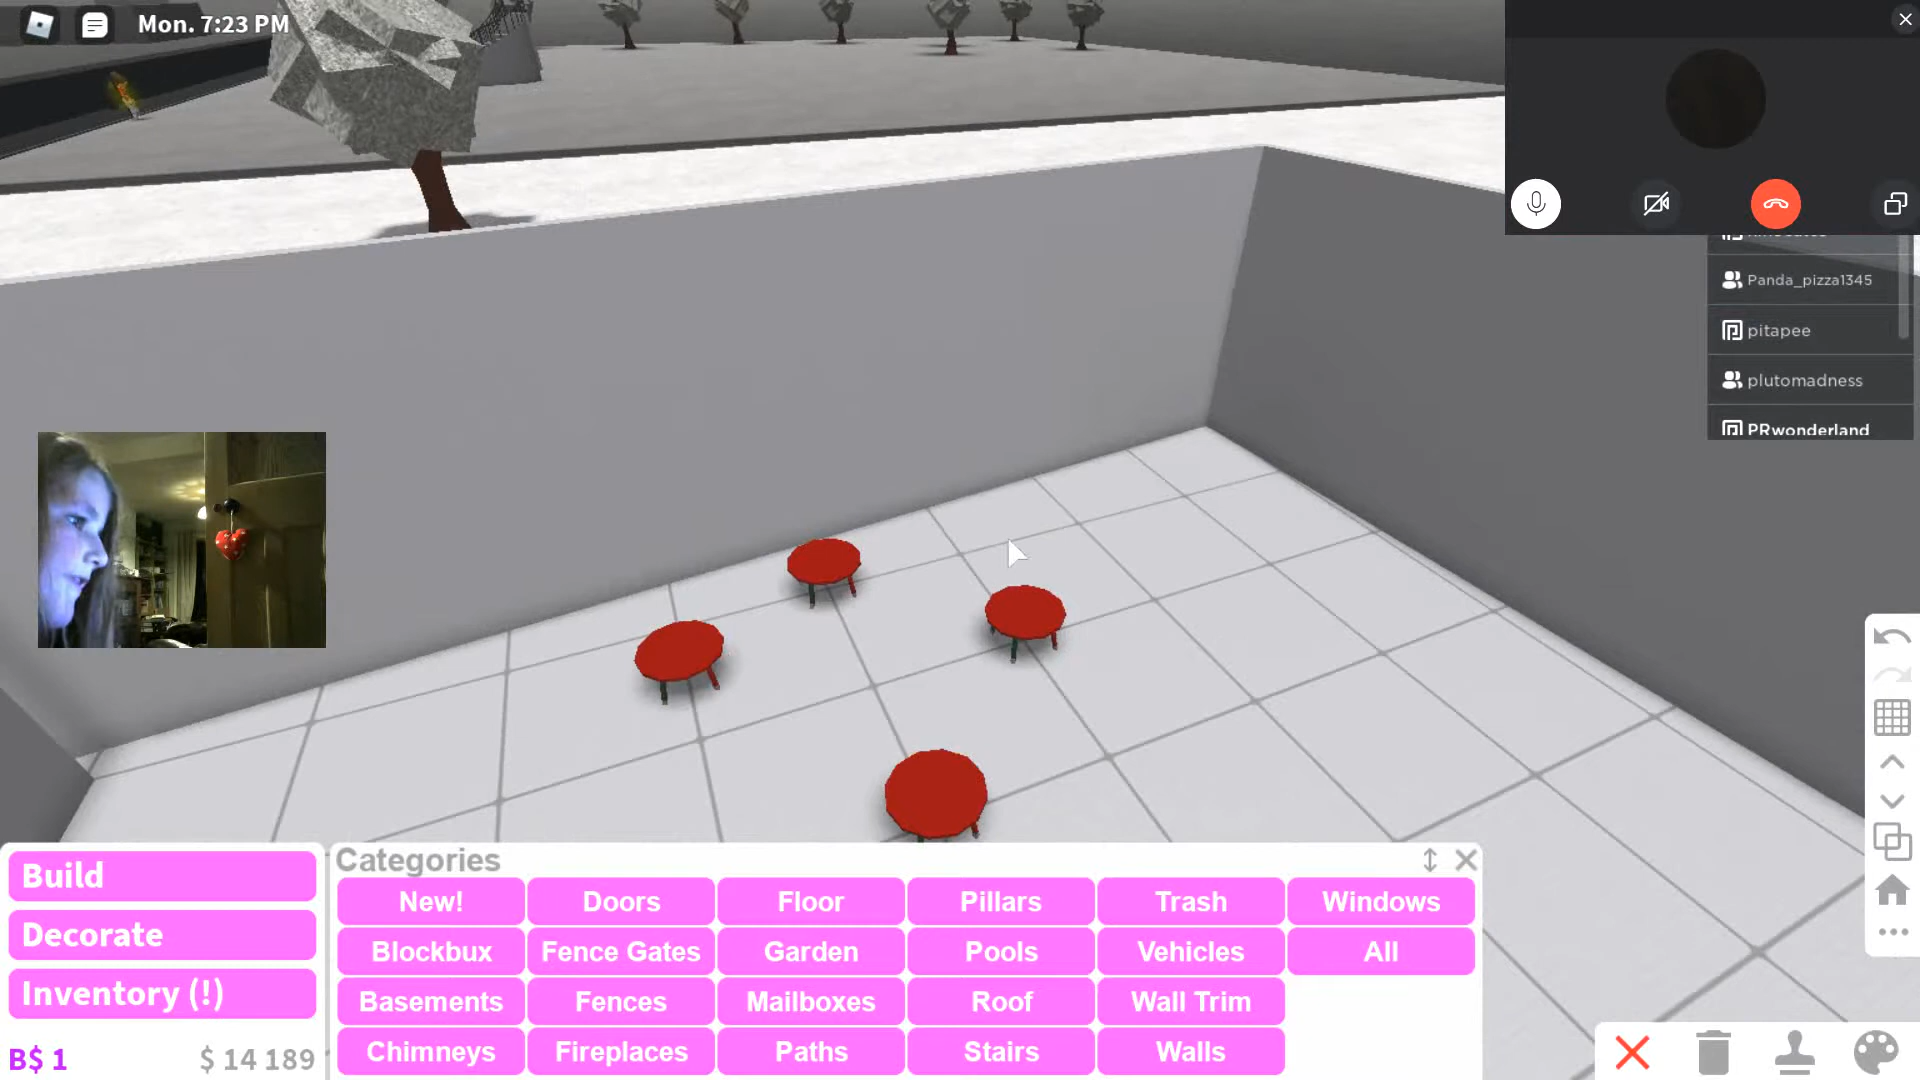 Mon. 7:23 PM
Panda_pizza1345
pitapee
plutomadness
PRwonderland
Build
Decorate
Inventory (!)
B$ 1
$ 14 189
Categories
New!
Doors
Floor
Pillars
Trash
Windows
Blockbux
Fence Gates
Garden
Pools
Vehicles
All
Basements
Fences
Mailboxes
Roof
Wall Trim
Chimneys
Fireplaces
Paths
Stairs
Walls